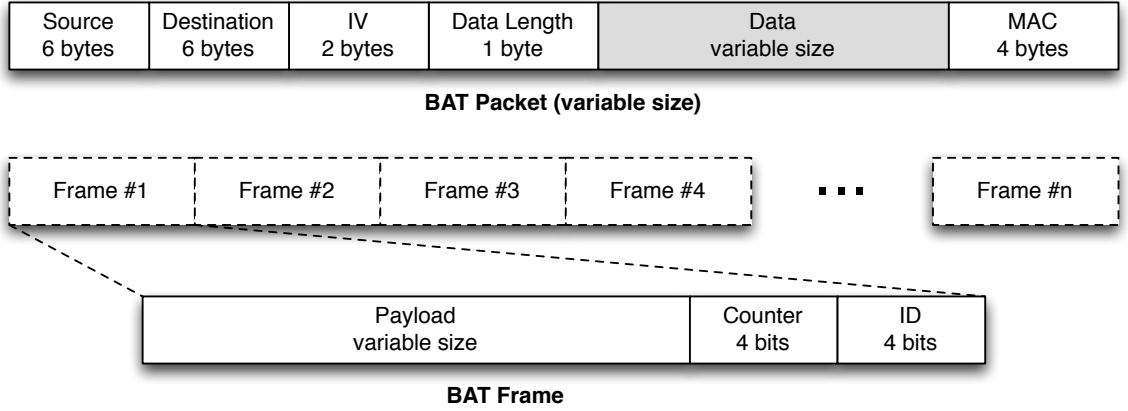 Source Destination IV Data Length Data MAC
6 bytes 6 bytes 2 bytes 1 byte variable size 4 bytes
BAT Packet (variable size)
Frame #1 Frame #2 Frame #3 Frame #4 ... Frame #n
Payload Counter ID
variable size 4 bits 4 bits
BAT Frame